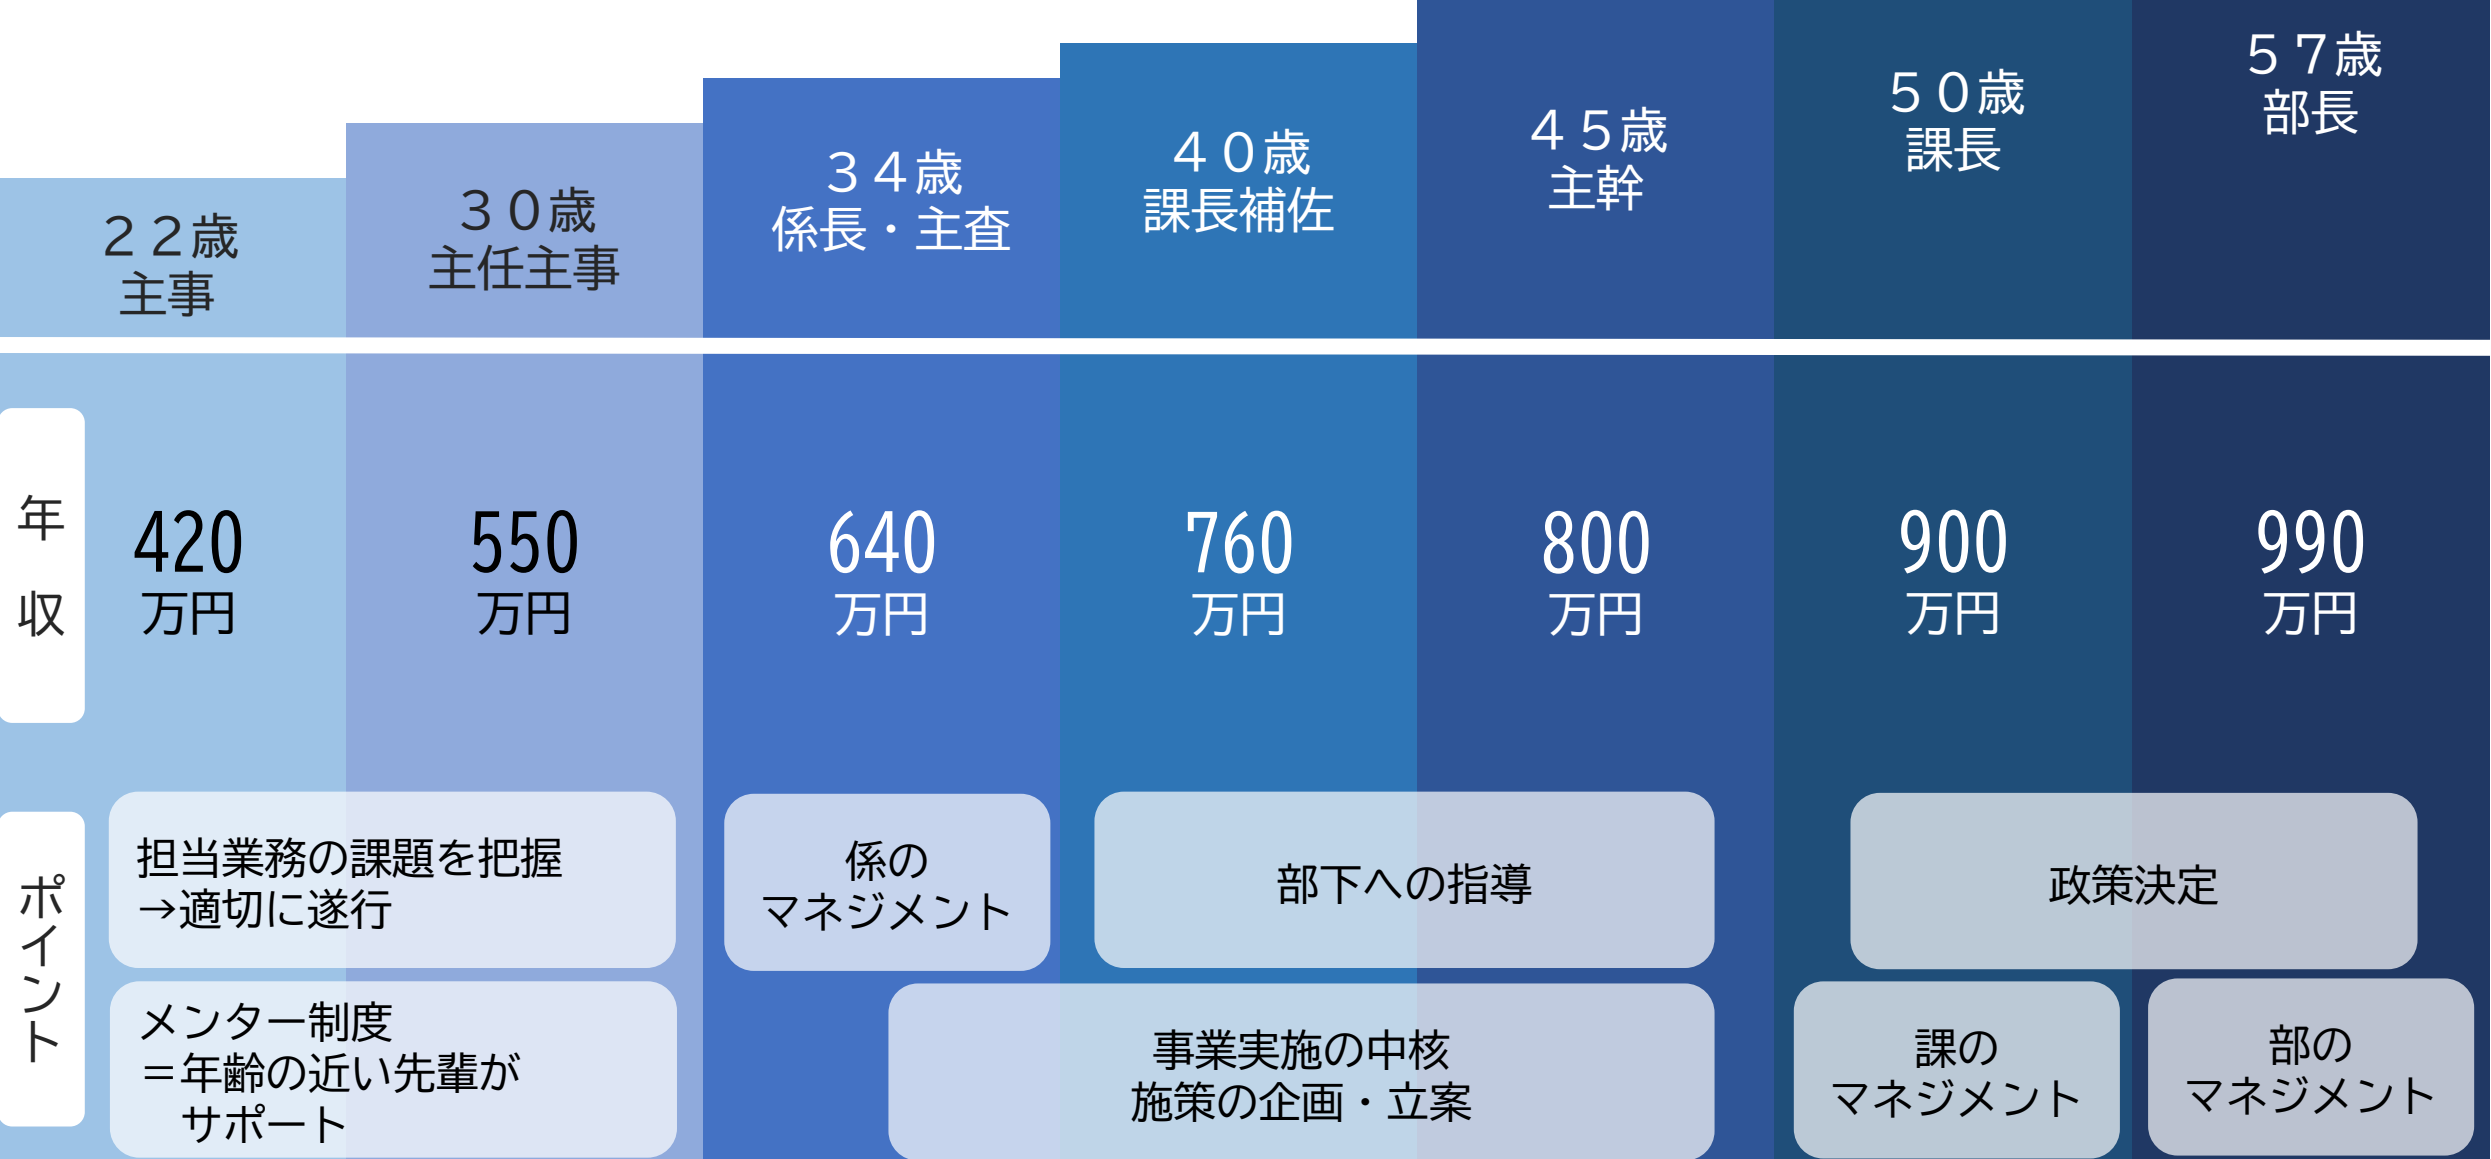 ２２歳
主事
３０歳
主任主事
３４歳
係長・主査
４０歳
課長補佐
４５歳
主幹
５０歳
課長
５７歳
部長
年収
420
万円
550
万円
640
万円
760
万円
800
万円
900
万円
990
万円
ポイント
担当業務の課題を把握
→適切に遂行
係の
マネジメント
部下への指導
政策決定
メンター制度
＝年齢の近い先輩が
サポート
事業実施の中核
施策の企画・立案
課の
マネジメント
部の
マネジメント